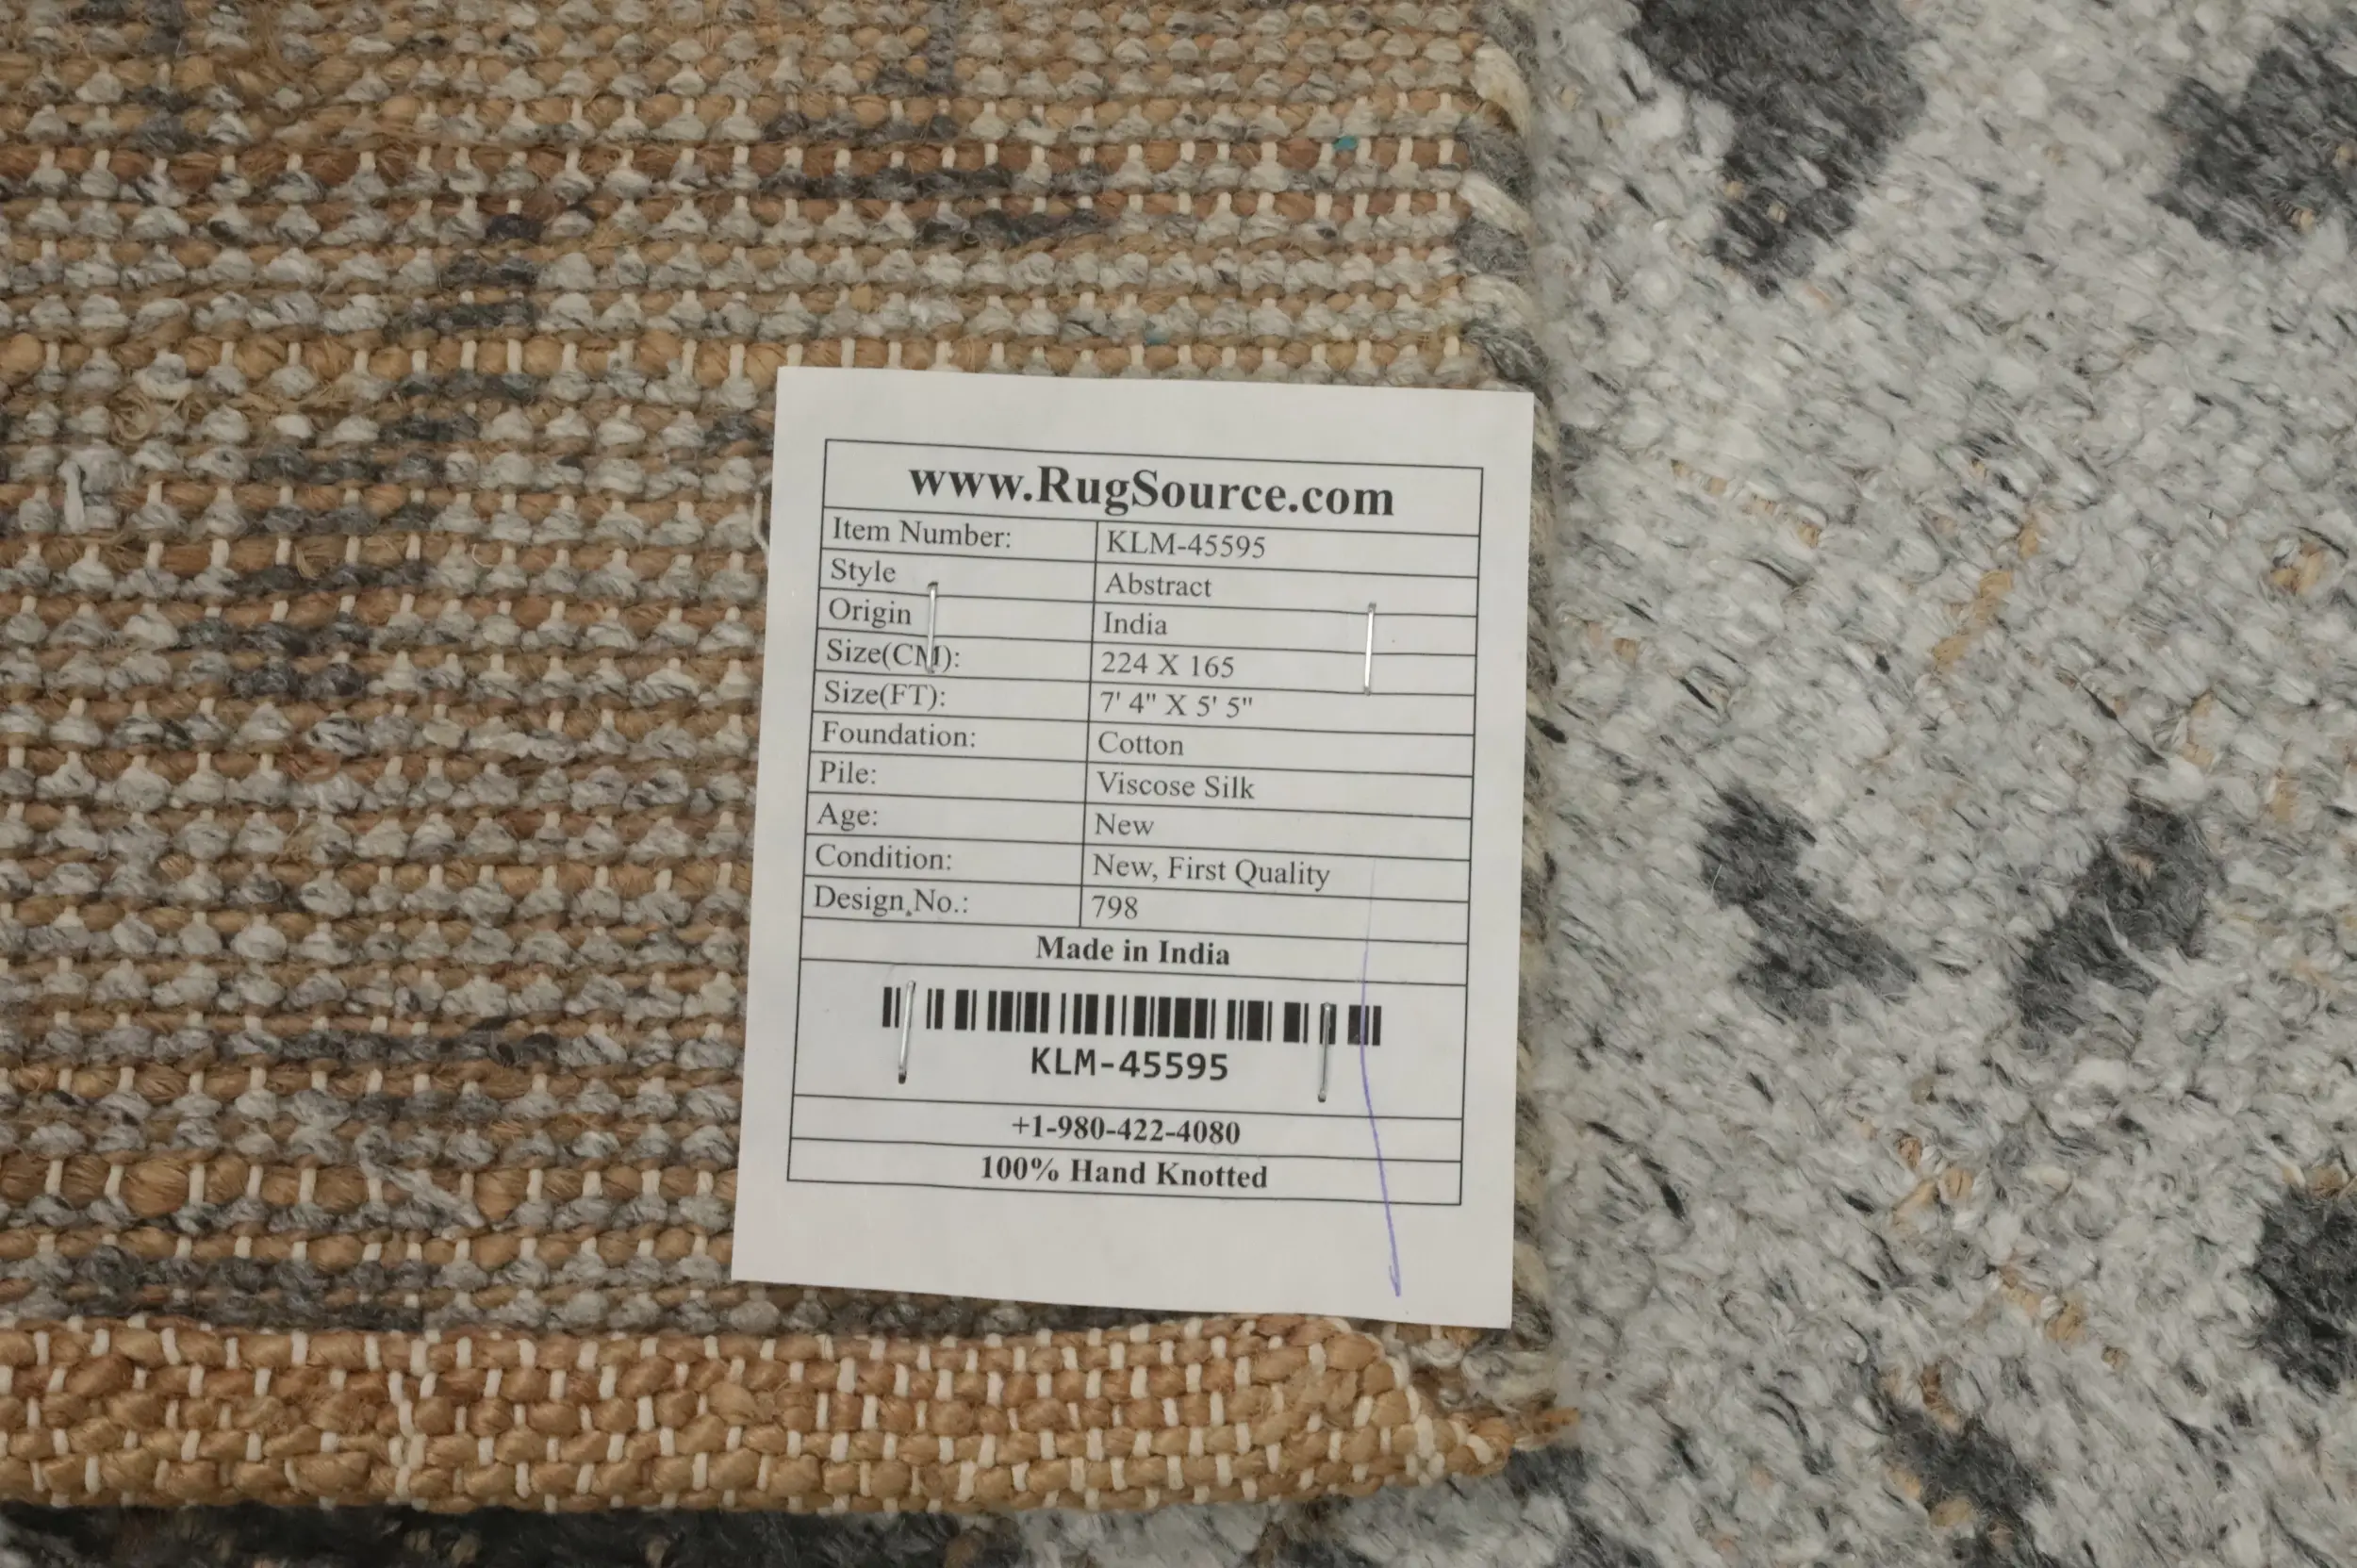 www.RugSource.com
Item Number: KLM-45595
Style Abstract
Origin India
Size(CM): 224 X 165
Size(FT): 7' 4" X 5' 5"
Foundation: Cotton
Pile: Viscose Silk
Age: New
Condition: New, First Quality
Design No.: 798
Made in India
KLM-45595
+1-980-422-4080
100% Hand Knotted